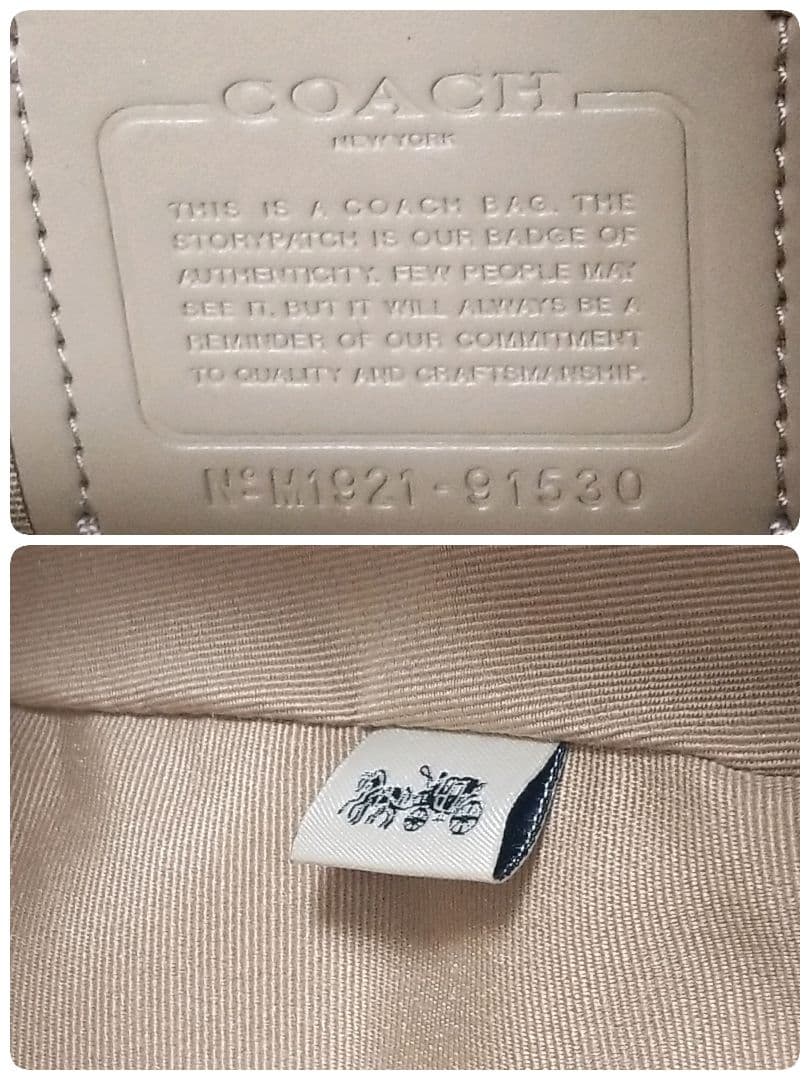 COACH
NEW YORK
THIS IS A COACH BAG. THE
STORYPATCH IS OUR BADGE OF
AUTHENTICITY. FEW PEOPLE MAY
SEE IT. BUT IT WILL ALWAYS BE A
REMINDER OF OUR COMMITMENT
TO QUALITY AND CRAFTSMANSHIP.
Nº M1921-91530